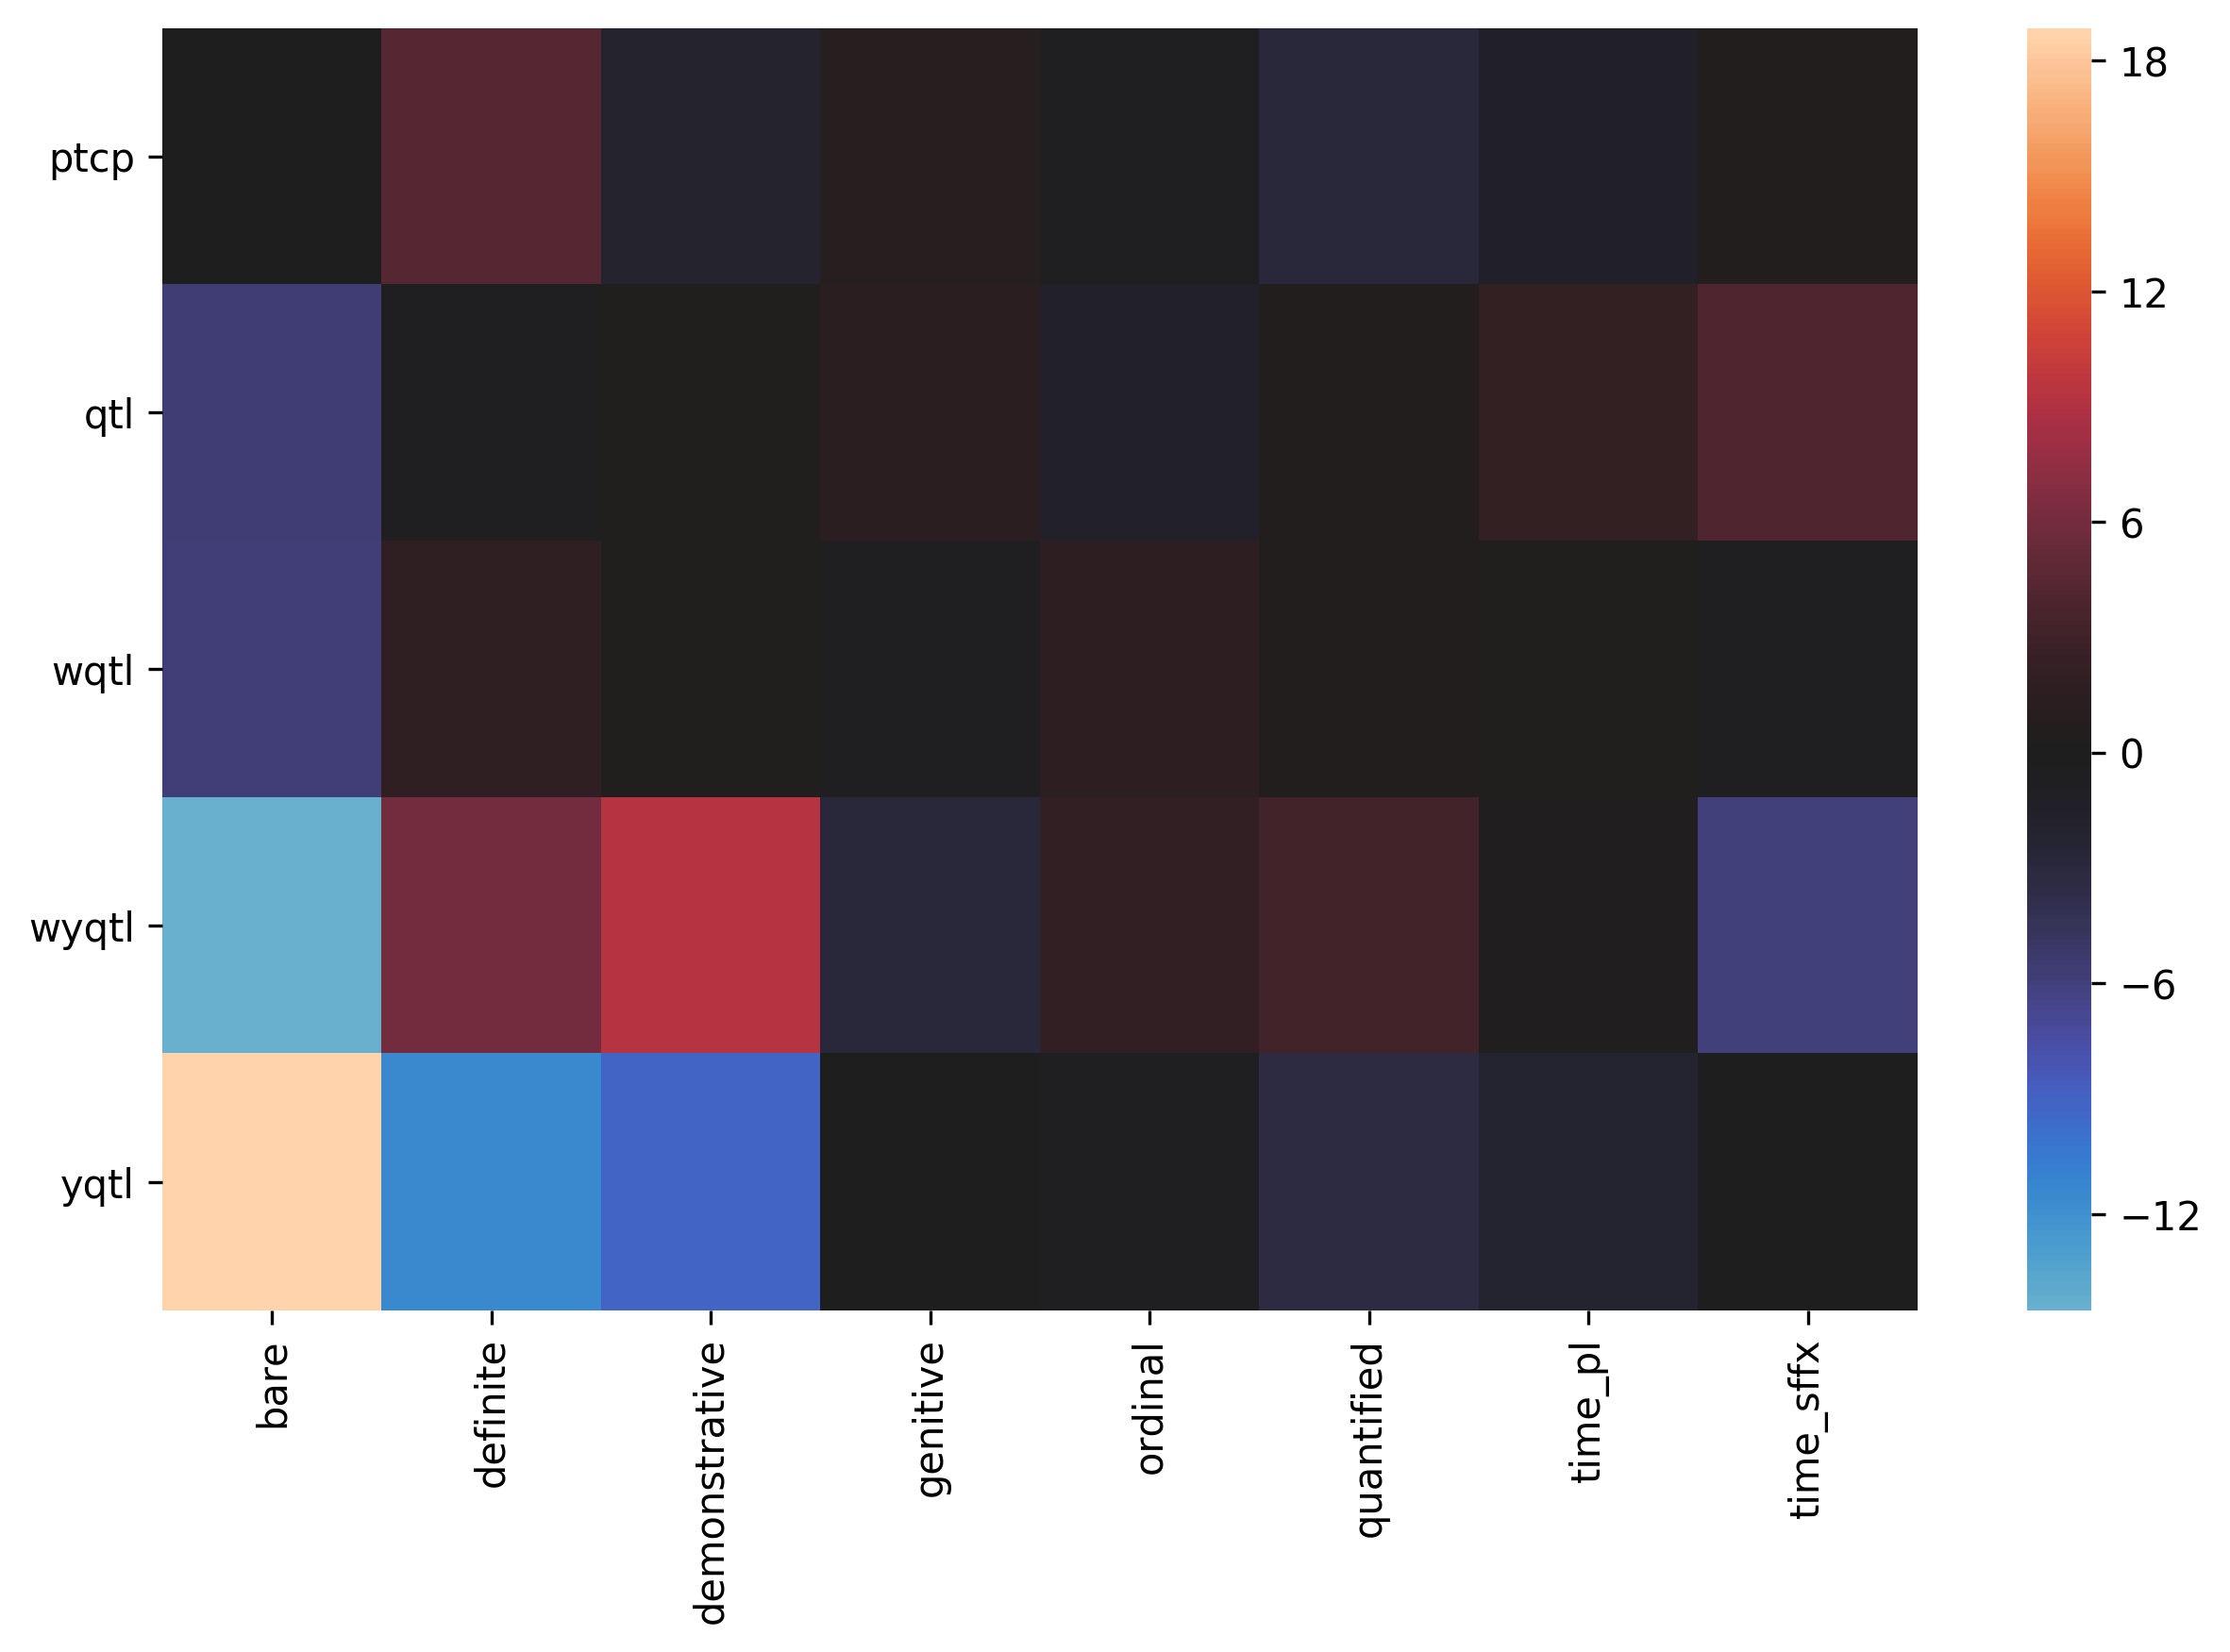 ptcp
qtl
wqtl
wyqtl
yqtl
bare
definite
demonstrative
genitive
ordinal
quantified
time_pl
time_sffx
18
12
6
0
−6
−12